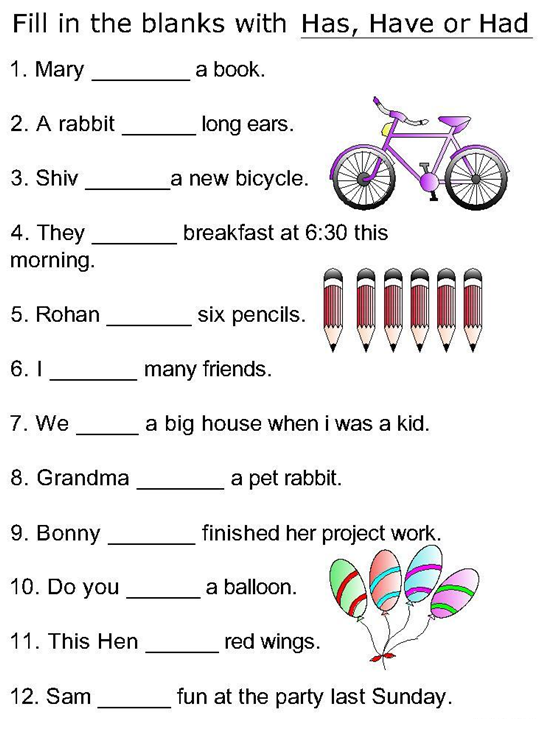 Fill in the blanks with Has, Have or Had
1. Mary ________ a book.
2. A rabbit ______ long ears.
3. Shiv _______a new bicycle.
4. They _______ breakfast at 6:30 this
morning.
5. Rohan _______ six pencils.
6. I _______ many friends.
7. We _____ a big house when i was a kid.
8. Grandma _______ a pet rabbit.
9. Bonny _______ finished her project work.
10. Do you ______ a balloon.
11. This Hen ______ red wings.
12. Sam ______ fun at the party last Sunday.